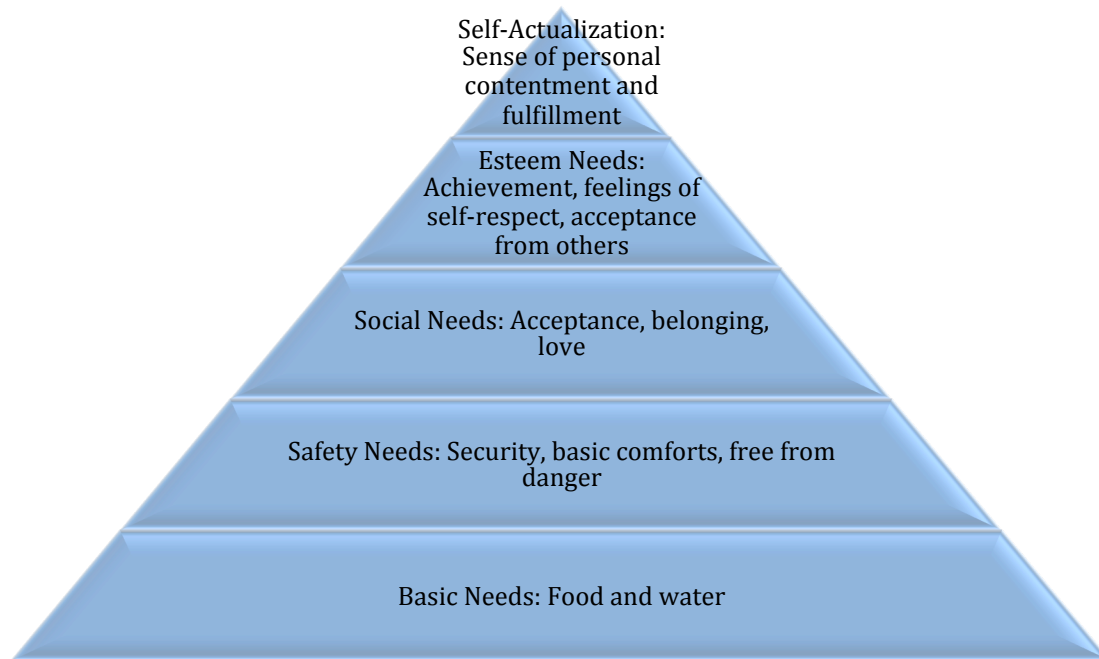 Self-Actualization:
Sense of personal
contentment and
fulfillment
Esteem Needs:
Achievement, feelings of
self-respect, acceptance
from others
Social Needs: Acceptance, belonging,
love
Safety Needs: Security, basic comforts, free from
danger
Basic Needs: Food and water